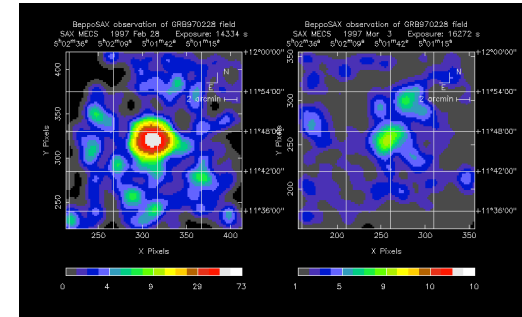 BeppoSAX observation of GRB970228 field
SAX MECS 1997 Feb 28 Exposure: 14334 s
5ʰ02ᵐ36ˢ 5ʰ02ᵐ09ˢ 5ʰ01ᵐ42ˢ 5ʰ01ᵐ15ˢ
+12°00'00"
+11°54'00"
+11°48'00"
+11°42'00"
+11°36'00"
N
E
2 arcmin
400
350
300
250
Y Pixels
250 300 350 400
X Pixels
0 4 9 29 73
BeppoSAX observation of GRB970228 field
SAX MECS 1997 Mar 3 Exposure: 16272 s
5ʰ02ᵐ36ˢ 5ʰ02ᵐ09ˢ 5ʰ01ᵐ42ˢ 5ʰ01ᵐ15ˢ
+12°00'00"
+11°54'00"
+11°48'00"
+11°42'00"
+11°36'00"
N
E
2 arcmin
350
300
250
200
Y Pixels
200 250 300 350
X Pixels
1 5 9 10 10